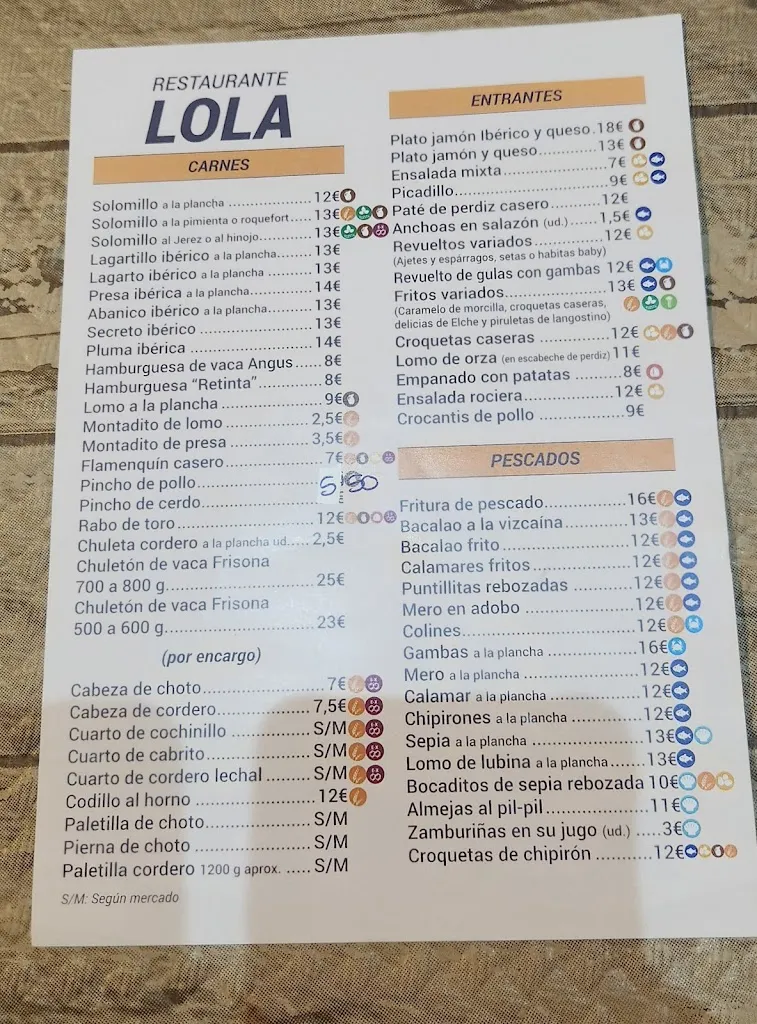 RESTAURANTE
LOLA
CARNES
Solomillo a la plancha ........................12€
Solomillo a la pimienta o roquefort.....13€
Solomillo al Jerez o al hinojo..............13€
Lagartillo ibérico a la plancha........13€
Lagarto ibérico a la plancha ..........13€
Presa ibérica a la plancha..............14€
Abanico ibérico a la plancha..........13€
Secreto ibérico ........................13€
Pluma ibérica ..........................14€
Hamburguesa de vaca Angus......8€
Hamburguesa "Retinta"..............8€
Lomo a la plancha ....................9€
Montadito de lomo ..................2,5€
Montadito de presa ................3,5€
Flamenquín casero....................7€
Pincho de pollo........................
5'50
Pincho de cerdo........................
Rabo de toro ..........................12€
Chuleta cordero a la plancha ud.....2,5€
Chuletón de vaca Frisona
700 a 800 g............................25€
Chuletón de vaca Frisona
500 a 600 g............................23€
(por encargo)
Cabeza de choto......................7€
Cabeza de cordero..................7,5€
Cuarto de cochinillo ................S/M
Cuarto de cabrito....................S/M
Cuarto de cordero lechal ..........S/M
Codillo al horno ......................12€
Paletilla de choto....................S/M
Pierna de choto ......................S/M
Paletilla cordero 1200 g aprox. .....S/M
S/M: Según mercado
ENTRANTES
Plato jamón Ibérico y queso.18€
Plato jamón y queso..............13€
Ensalada mixta ....................7€
Picadillo..............................9€
Paté de perdiz casero..........12€
Anchoas en salazón (ud.).....1,5€
Revueltos variados ..............12€
(Ajetes y espárragos, setas o habitas baby)
Revuelto de gulas con gambas 12€
Fritos variados....................13€
(Caramelo de morcilla, croquetas caseras,
delicias de Elche y piruletas de langostino)
Croquetas caseras ..............12€
Lomo de orza (en escabeche de perdiz) 11€
Empanado con patatas ........8€
Ensalada rociera..................12€
Crocantis de pollo ................9€
PESCADOS
Fritura de pescado................16€
Bacalao a la vizcaína............13€
Bacalao frito ......................12€
Calamares fritos..................12€
Puntillitas rebozadas ..........12€
Mero en adobo ....................12€
Colines..............................12€
Gambas a la plancha ............16€
Mero a la plancha ................12€
Calamar a la plancha ............12€
Chipirones a la plancha ........12€
Sepia a la plancha ................13€
Lomo de lubina a la plancha....13€
Bocaditos de sepia rebozada 10€
Almejas al pil-pil..................11€
Zamburiñas en su jugo (ud.) .....3€
Croquetas de chipirón ..........12€